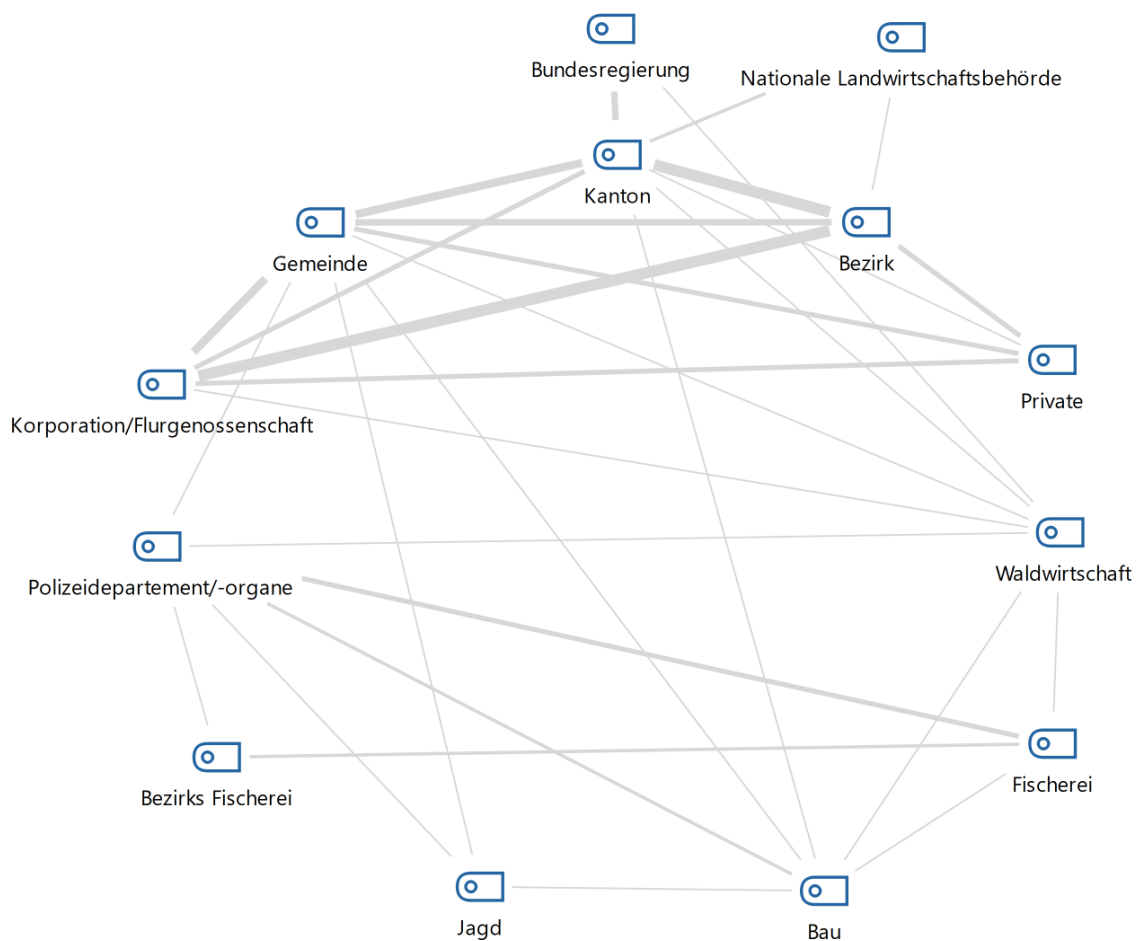 Bundesregierung
Nationale Landwirtschaftsbehörde
Kanton
Gemeinde
Bezirk
Private
Korporation/Flurgenossenschaft
Waldwirtschaft
Polizeidepartement/-organe
Fischerei
Bezirks Fischerei
Jagd
Bau